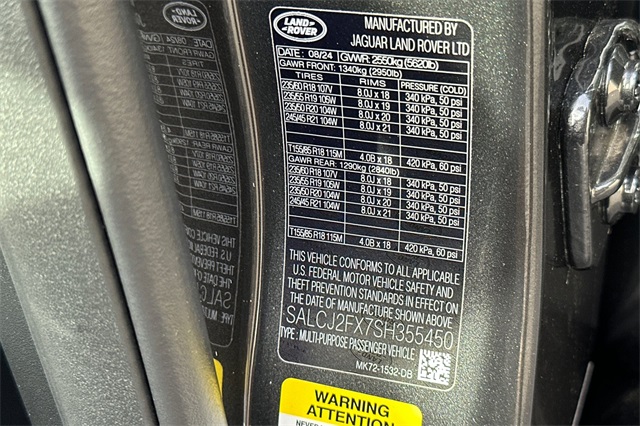 LAND
ROVER
MANUFACTURED BY
JAGUAR LAND ROVER LTD
DATE : 08/24 GVWR: 2550kg (5620lb)
GAWR FRONT: 1340kg (2950lb)
TIRES RIMS PRESSURE (COLD)
235/60 R18 107V 8.0J x 18 340 kPa, 50 psi
235/55 R19 105W 8.0J x 19 340 kPa, 50 psi
235/50 R20 104W 8.0J x 20 340 kPa, 50 psi
245/45 R21 104W 8.0J x 21 340 kPa, 50 psi
T155/85 R18 115M 4.0B x 18 420 kPa, 60 psi
GAWR REAR: 1290kg (2840lb)
235/60 R18 107V 8.0J x 18 340 kPa, 50 psi
235/55 R19 105W 8.0J x 19 340 kPa, 50 psi
235/50 R20 104W 8.0J x 20 340 kPa, 50 psi
245/45 R21 104W 8.0J x 21 340 kPa, 50 psi
T155/85 R18 115M 4.0B x 18 420 kPa, 60 psi
THIS VEHICLE CONFORMS TO ALL APPLICABLE
U.S. FEDERAL MOTOR VEHICLE SAFETY AND
THEFT PREVENTION STANDARDS IN EFFECT ON
THE DATE OF MANUFACTURE SHOWN ABOVE
SALCJ2FX7SH355450
TYPE : MULTI-PURPOSE PASSENGER VEHICLE
MK72-1532-DB
WARNING
ATTENTION